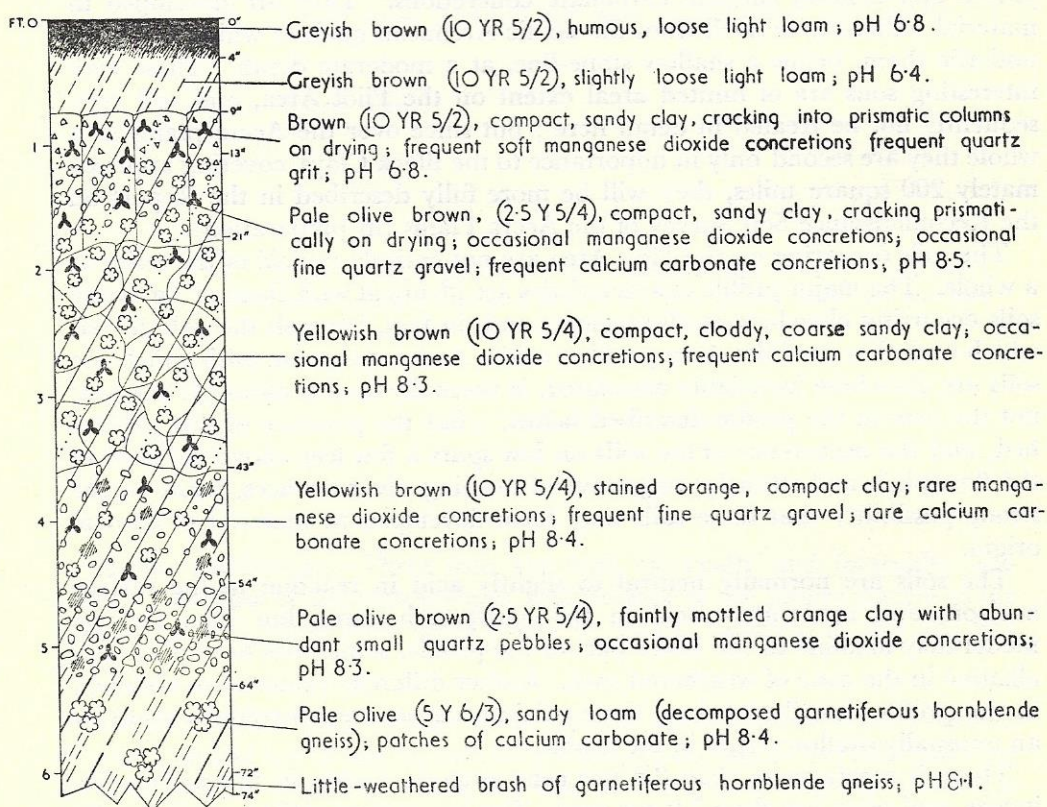 FT. 0
0"
Greyish brown (10 YR 5/2), humous, loose light loam; pH 6·8.
4"
Greyish brown (10 YR 5/2), slightly loose light loam; pH 6·4.
9"
Brown (10 YR 5/2), compact, sandy clay, cracking into prismatic columns
1
13"
on drying; frequent soft manganese dioxide concretions frequent quartz
grit; pH 6·8.
Pale olive brown, (2·5 Y 5/4), compact, sandy clay, cracking prismati-
21"
cally on drying; occasional manganese dioxide concretions; occasional
2
fine quartz gravel; frequent calcium carbonate concretions; pH 8·5.
Yellowish brown (10 YR 5/4), compact, cloddy, coarse sandy clay; occa-
sional manganese dioxide concretions; frequent calcium carbonate concre-
tions; pH 8·3.
3
43"
Yellowish brown (10 YR 5/4), stained orange, compact clay; rare manga-
4
nese dioxide concretions; frequent fine quartz gravel; rare calcium car-
bonate concretions; pH 8·4.
54"
Pale olive brown (2·5 YR 5/4), faintly mottled orange clay with abun-
dant small quartz pebbles; occasional manganese dioxide concretions;
5
pH 8·3.
64"
Pale olive (5 Y 6/3), sandy loam (decomposed garnetiferous hornblende
gneiss); patches of calcium carbonate; pH 8·4.
6
72"
Little-weathered brash of garnetiferous hornblende gneiss; pH 8·1.
74"